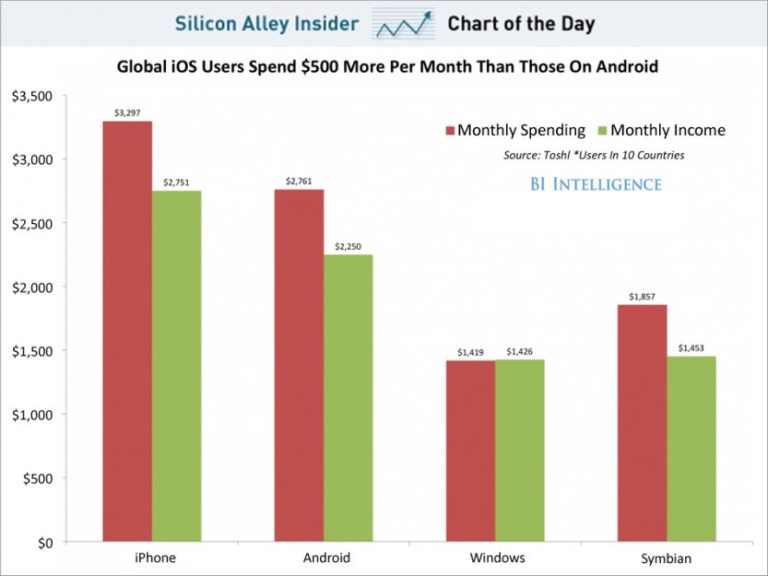 Silicon Alley Insider Chart of the Day
Global iOS Users Spend $500 More Per Month Than Those On Android
$3,500
$3,000
$2,500
$2,000
$1,500
$1,000
$500
$0
Monthly Spending Monthly Income
Source: Toshl *Users In 10 Countries
BI INTELLIGENCE
$3,297
$2,751
$2,761
$2,250
$1,419
$1,426
$1,857
$1,453
iPhone Android Windows Symbian